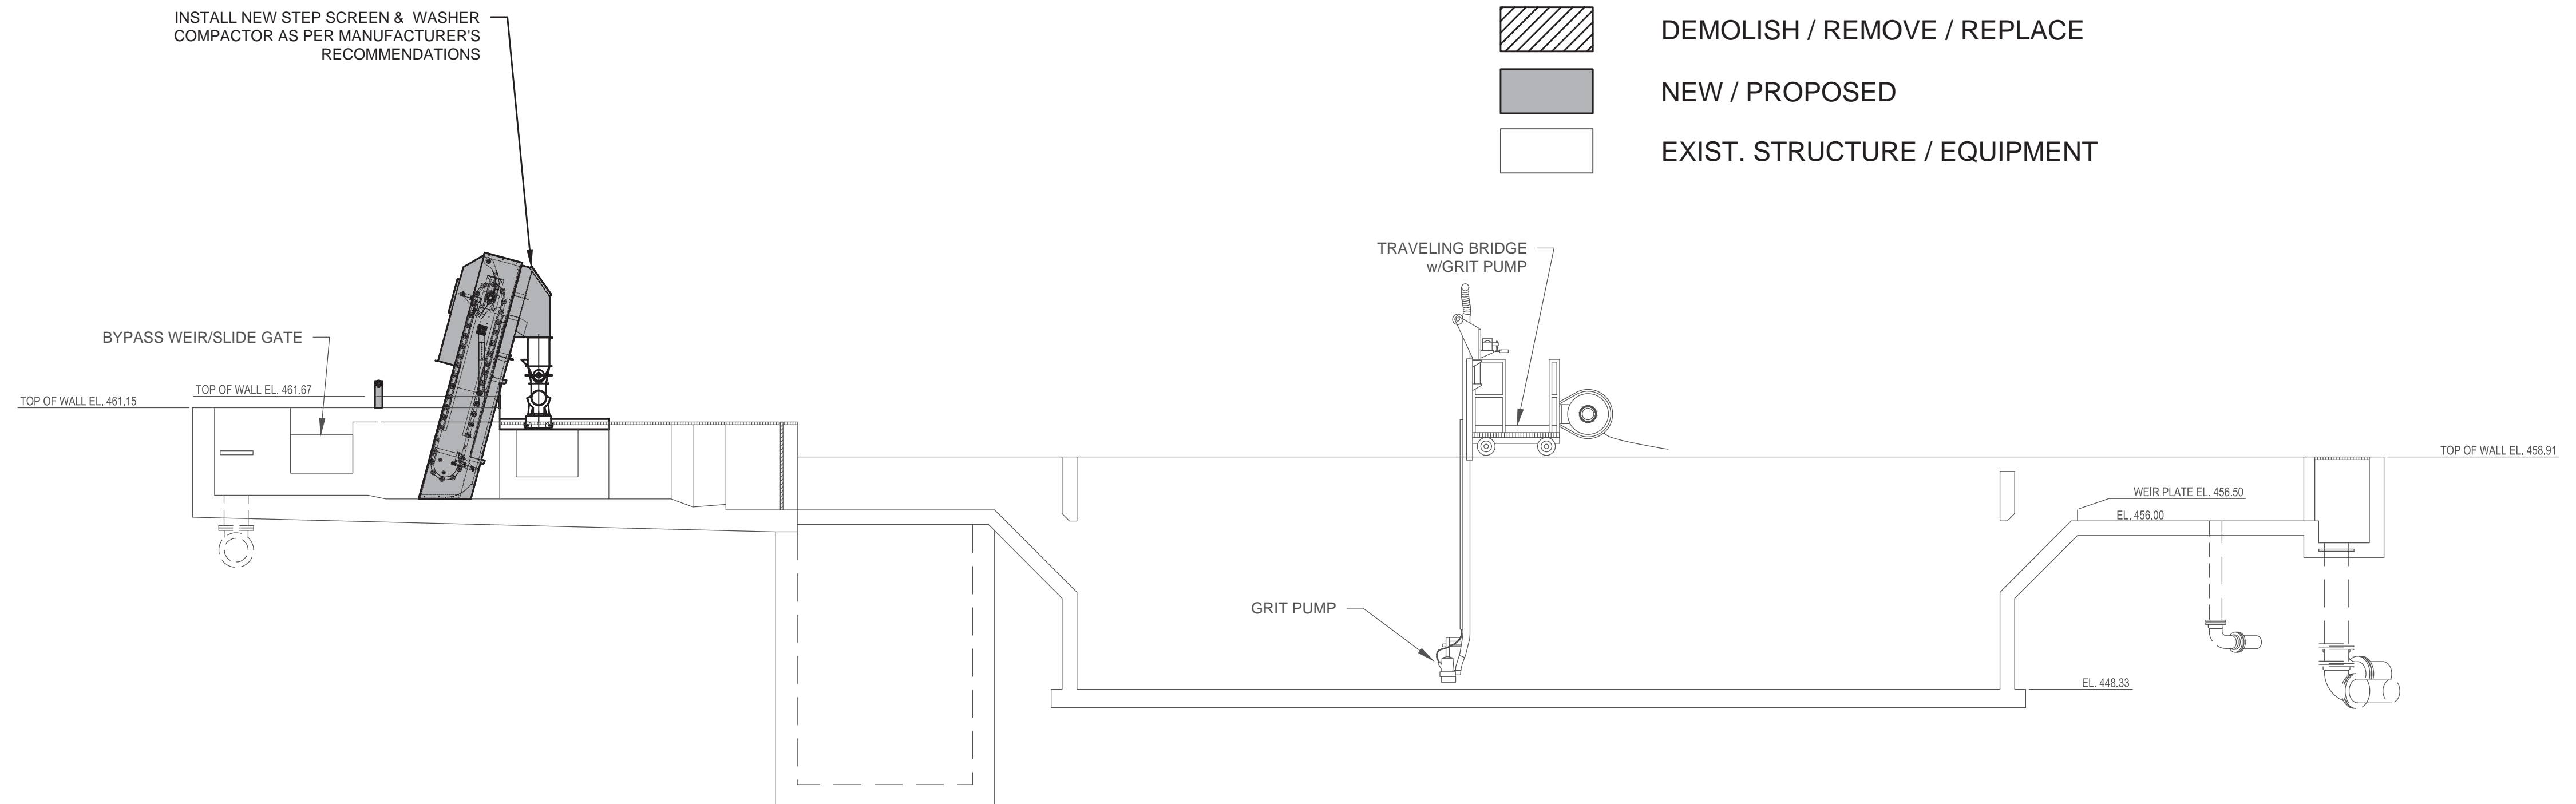 INSTALL NEW STEP SCREEN & WASHER
COMPACTOR AS PER MANUFACTURER'S
RECOMMENDATIONS
DEMOLISH / REMOVE / REPLACE
NEW / PROPOSED
EXIST. STRUCTURE / EQUIPMENT
TRAVELING BRIDGE
w/GRIT PUMP
BYPASS WEIR/SLIDE GATE
TOP OF WALL EL. 461.67
TOP OF WALL EL. 461.15
TOP OF WALL EL. 458.91
WEIR PLATE EL. 456.50
EL. 456.00
GRIT PUMP
EL. 448.33